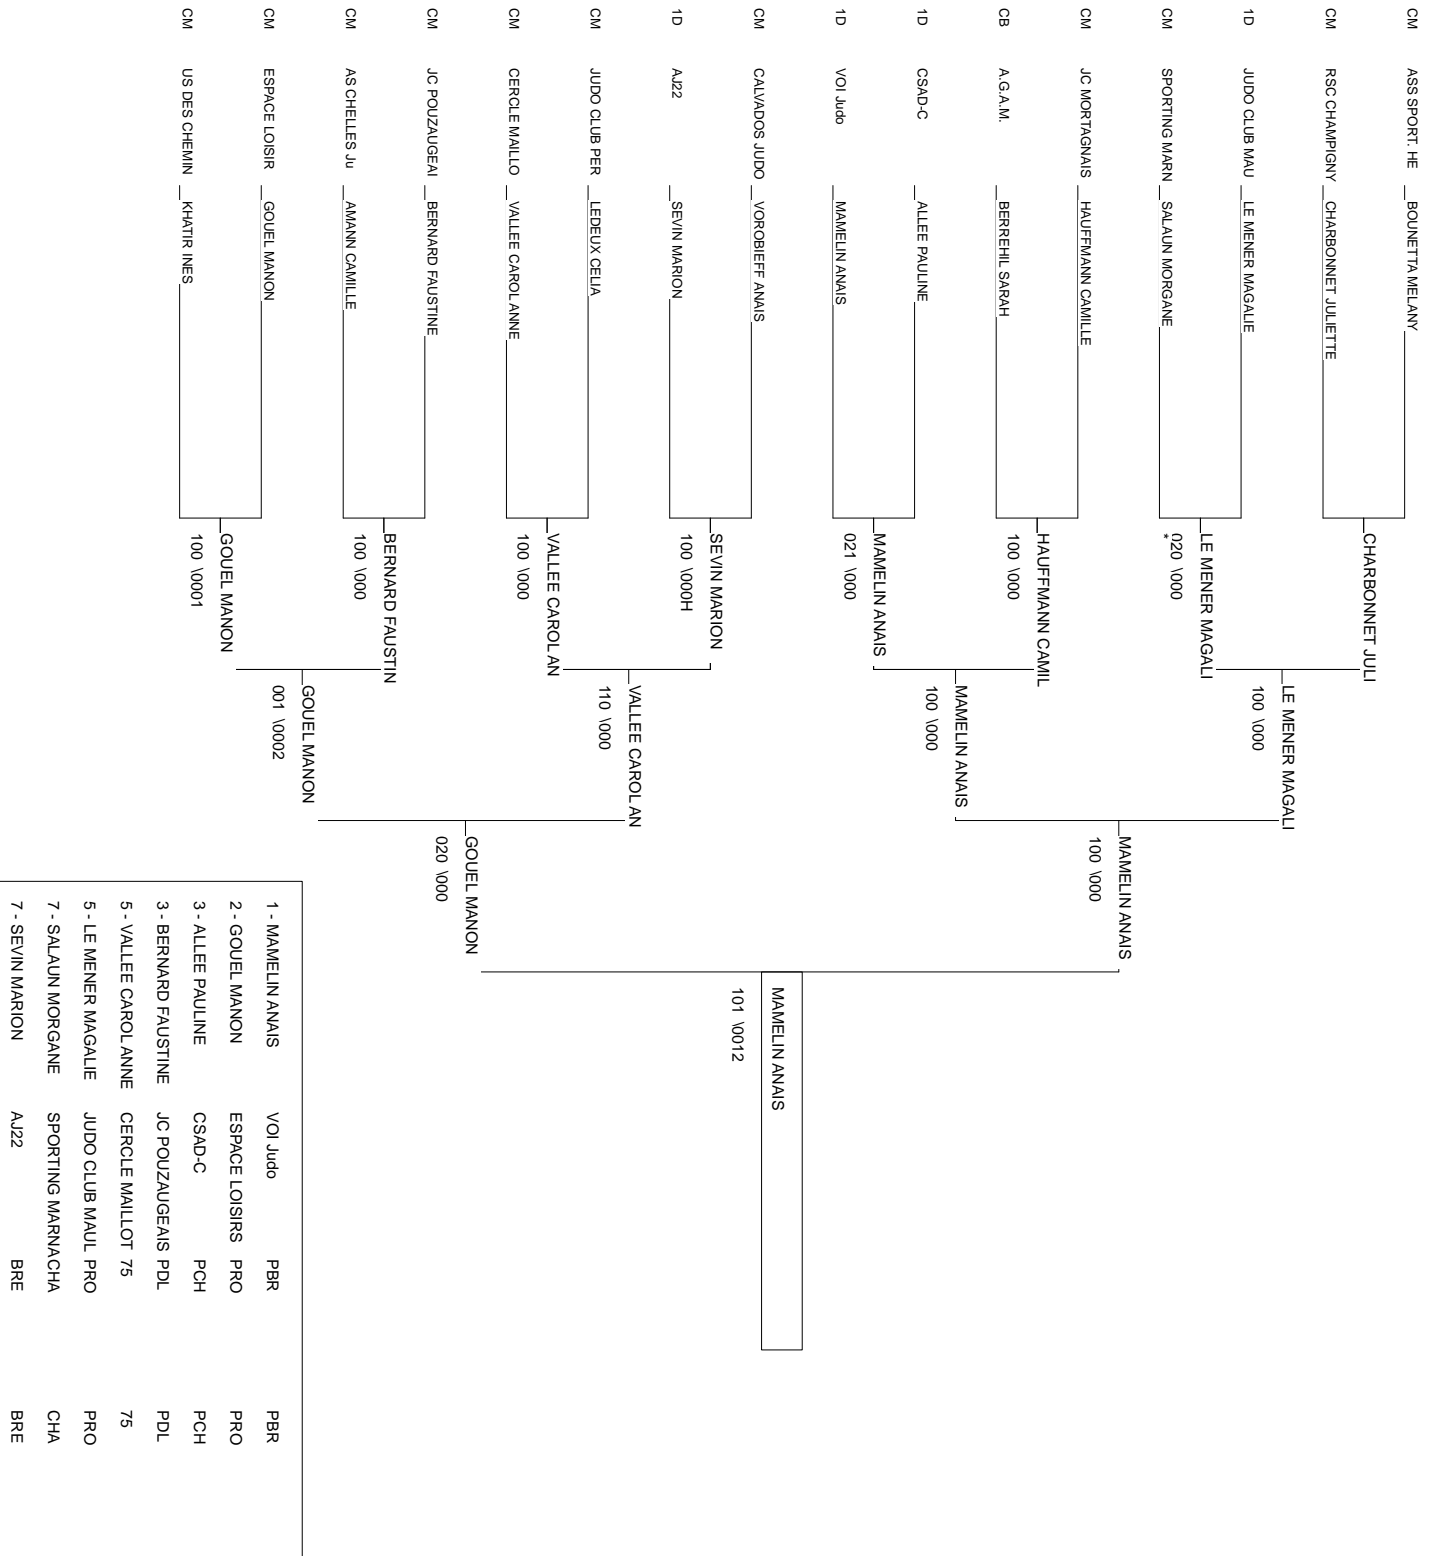 CM ASS SPORT. HE BOUNETTA MELANY
CM RSC CHAMPIGNY CHARBONNET JULIETTE
1D JUDO CLUB MAU LE MENER MAGALIE
CM SPORTING MARN SALAUN MORGANE
CM JC MORTAGNAIS HAUFFMANN CAMILLE
CB A.G.A.M. BERREHIL SARAH
1D CSAD-C ALLEE PAULINE
1D VOI Judo MAMELIN ANAIS
CM CALVADOS JUDO VOROBIEFF ANAIS
1D AJ22 SEVIN MARION
CM JUDO CLUB PER LEDEUX CELIA
CM CERCLE MAILLO VALLEE CAROL ANNE
CM JC POUZAUGEAI BERNARD FAUSTINE
CM AS CHELLES Ju AMANN CAMILLE
CM ESPACE LOISIR GOUEL MANON
CM US DES CHEMIN KHATIR INES
CHARBONNET JULI
LE MENER MAGALI
020 \000
*
HAUFFMANN CAMIL
100 \000
MAMELIN ANAIS
021 \000
SEVIN MARION
100 \000H
VALLEE CAROL AN
100 \000
BERNARD FAUSTIN
100 \000
GOUEL MANON
100 \0001
LE MENER MAGALI
100 \000
MAMELIN ANAIS
100 \000
VALLEE CAROL AN
110 \000
GOUEL MANON
001 \0002
MAMELIN ANAIS
100 \000
GOUEL MANON
020 \000
MAMELIN ANAIS
101 \0012
1 - MAMELIN ANAIS VOI Judo PBR PBR
2 - GOUEL MANON ESPACE LOISIRS PRO PRO
3 - ALLEE PAULINE CSAD-C PCH PCH
3 - BERNARD FAUSTINE JC POUZAUGEAIS PDL PDL
5 - VALLEE CAROL ANNE CERCLE MAILLOT 75 75
5 - LE MENER MAGALIE JUDO CLUB MAUL PRO PRO
7 - SALAUN MORGANE SPORTING MARNACHA CHA
7 - SEVIN MARION AJ22 BRE BRE